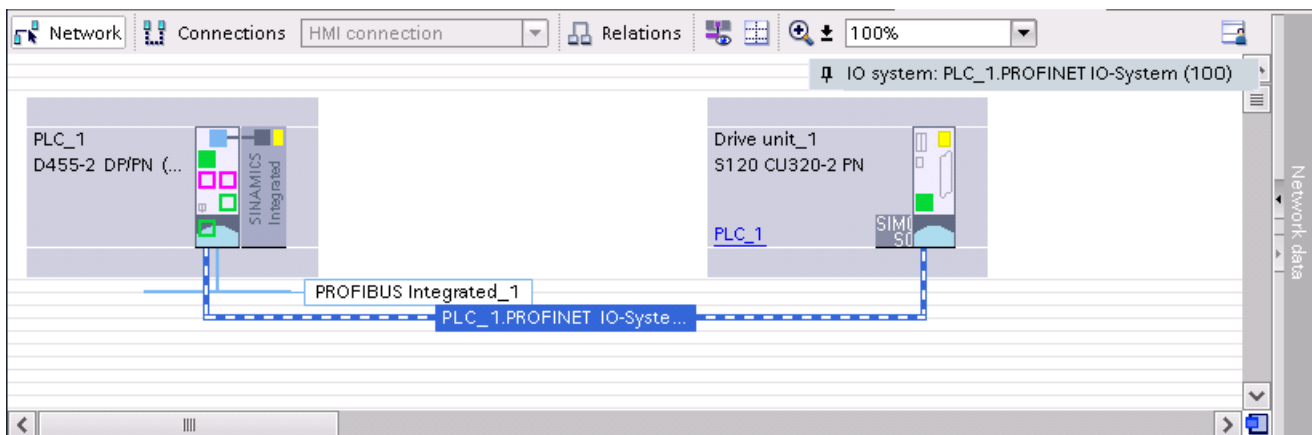 Network Connections HMI connection Relations 100%
IO system: PLC_1.PROFINET IO-System (100)
PLC_1
D455-2 DP/PN (...
SINAMICS
Integrated
Drive unit_1
S120 CU320-2 PN
PLC_1
PROFIBUS Integrated_1
PLC_1.PROFINET IO-Syste...
Network data